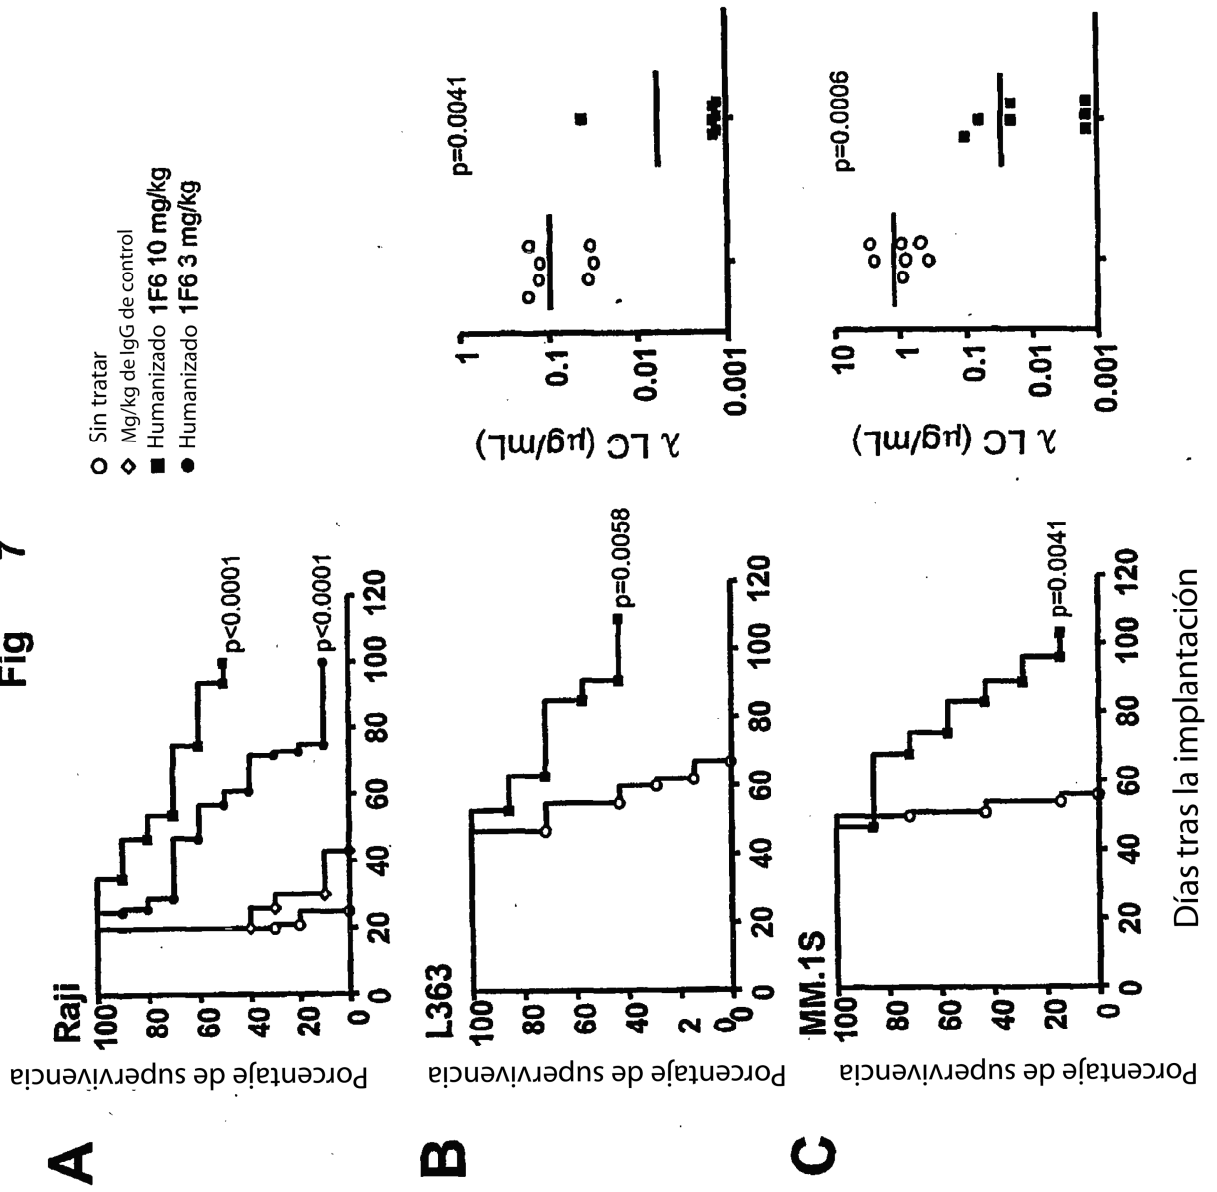 Fig 7
A
Raji
Porcentaje de supervivencia
100
80
60
40
20
0
0 20 40 60 80 100 120
p<0.0001
p<0.0001
Sin tratar
Mg/kg de IgG de control
Humanizado 1F6 10 mg/kg
Humanizado 1F6 3 mg/kg
B
L363
Porcentaje de supervivencia
100
80
60
40
2
0
0 20 40 60 80 100 120
p=0.0058
λ LC (µg/mL)
1
0.1
0.01
0.001
p=0.0041
C
MM.1S
Porcentaje de supervivencia
100
80
60
40
20
0
0 20 40 60 80 100 120
p=0.0041
Días tras la implantación
λ LC (µg/mL)
10
1
0.1
0.01
0.001
p=0.0006